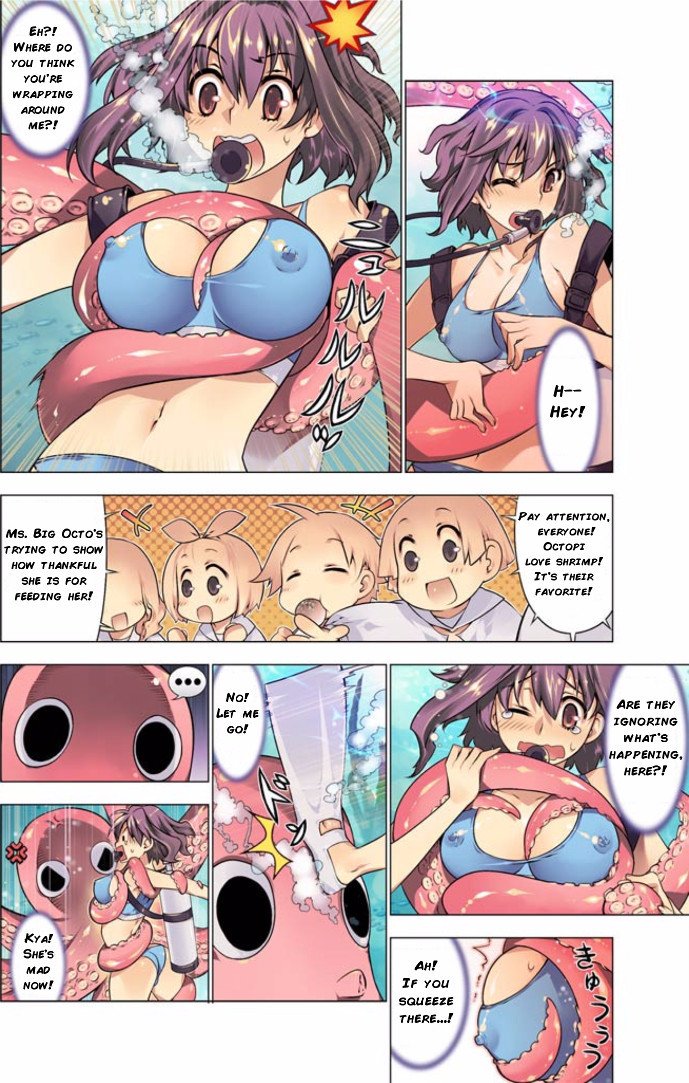 H--
HEY!
EH?!
WHERE DO
YOU THINK
YOU'RE
WRAPPING
AROUND
ME?!
ニュルルルルッ
PAY ATTENTION,
EVERYONE!
OCTOPI
LOVE SHRIMP!
IT'S THEIR
FAVORITE!
MS. BIG OCTO'S
TRYING TO SHOW
HOW THANKFUL
SHE IS FOR
FEEDING HER!
ARE THEY
IGNORING
WHAT'S
HAPPENING,
HERE?!
きゅうぅう
AH!
IF YOU
SQUEEZE
THERE...!
NO!
LET ME
GO!
...
KYA!
SHE'S
MAD
NOW!